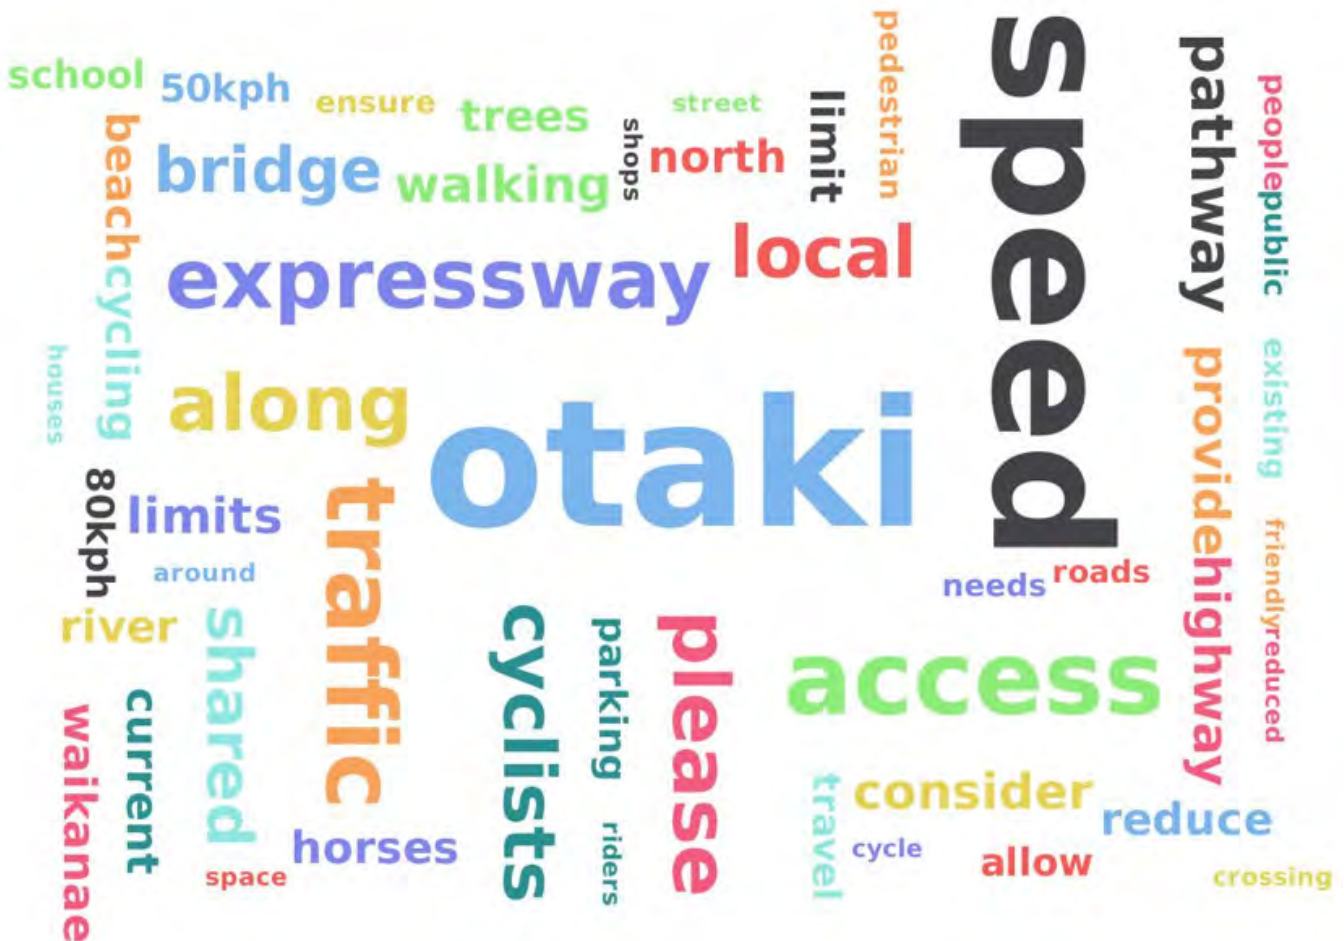 school
50kph
ensure
trees
street
shops
limit
pedestrian
speed
pathway
people
public
beach
bridge
walking
north
local
expressway
cycling
houses
along
otaki
provide
existing
80kph
limits
traffic
around
needs
roads
highway
friendly
reduced
river
shared
cyclists
parking
please
access
waikanae
current
horses
space
riders
travel
consider
reduce
cycle
allow
crossing